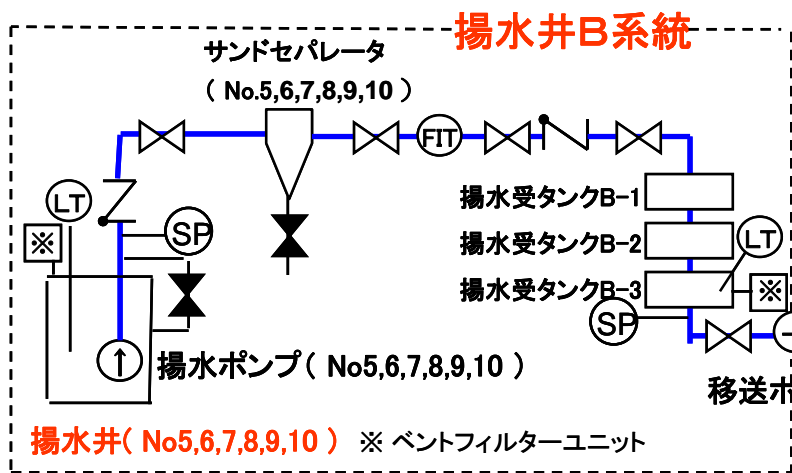 揚水井B系統
サンドセパレータ
( No.5,6,7,8,9,10 )
FIT
LT
※
SP
揚水受タンクB-1
揚水受タンクB-2
LT
揚水受タンクB-3
※
SP
揚水ポンプ( No5,6,7,8,9,10 )
移送ポ
揚水井( No5,6,7,8,9,10 ) ※ ベントフィルターユニット